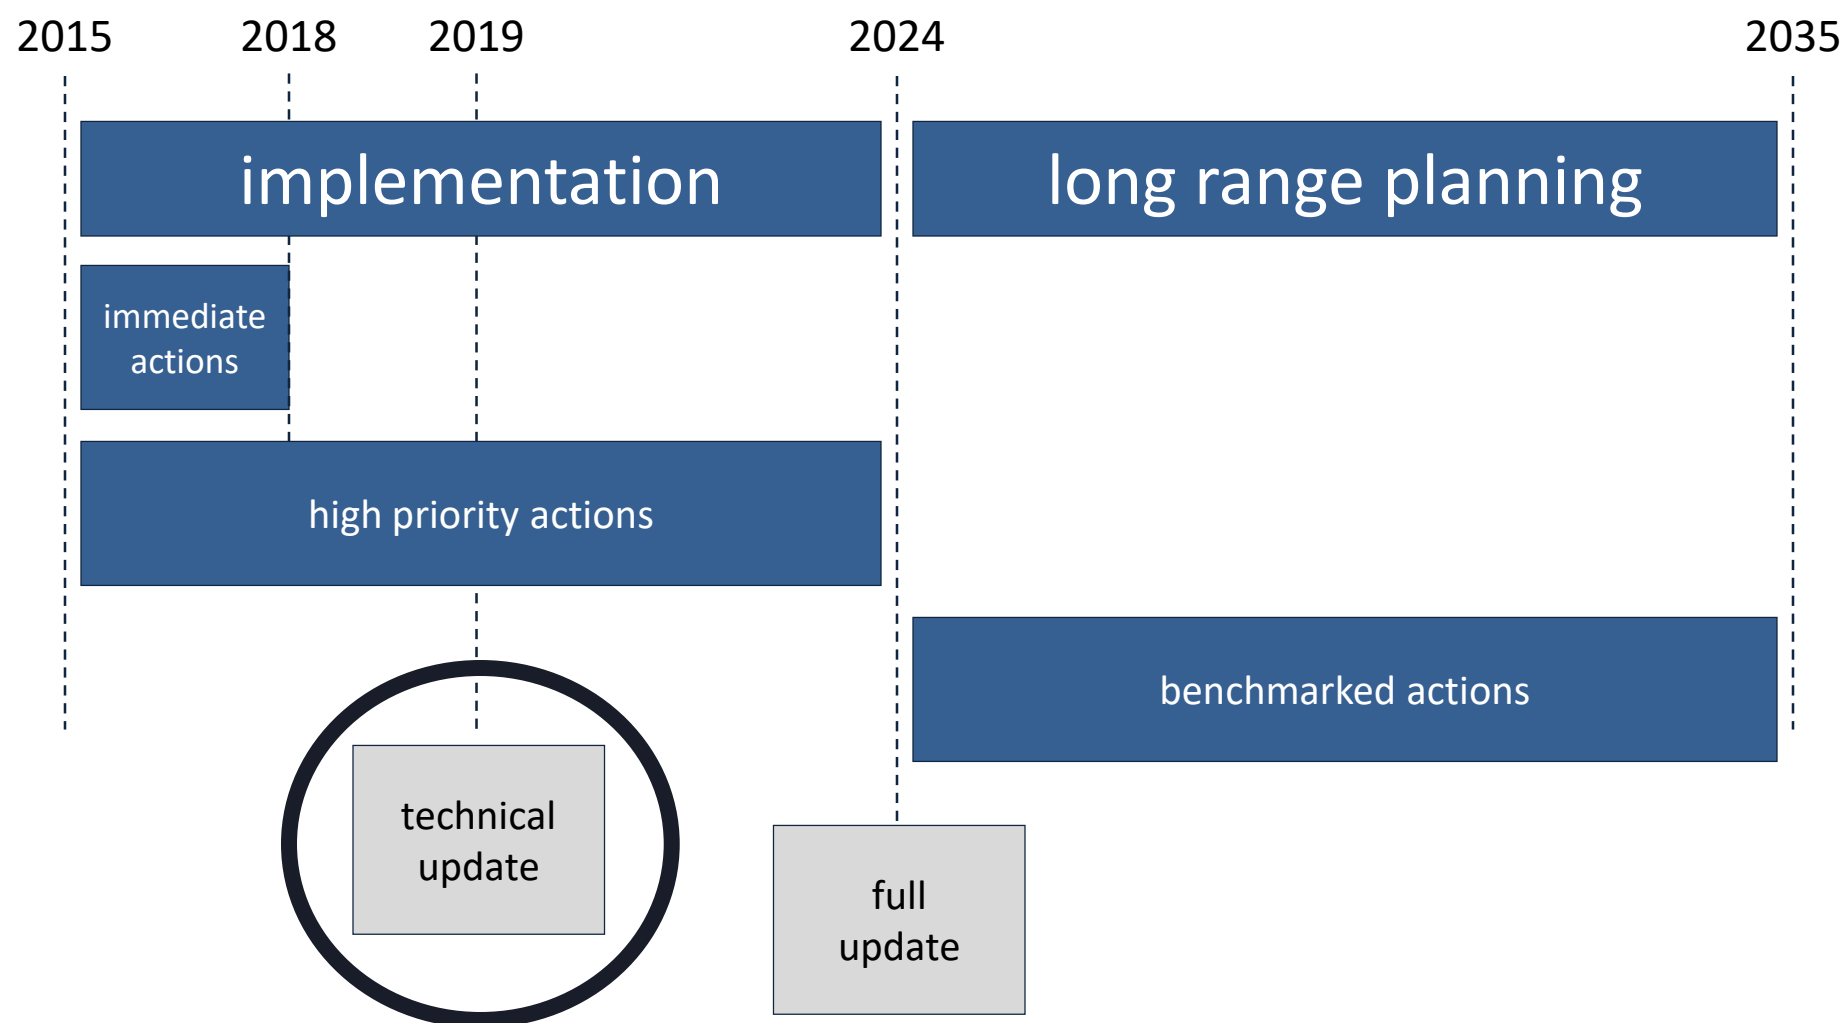 2015 2018 2019 2024 2035
implementation
long range planning
immediate
actions
high priority actions
benchmarked actions
technical
update
full
update